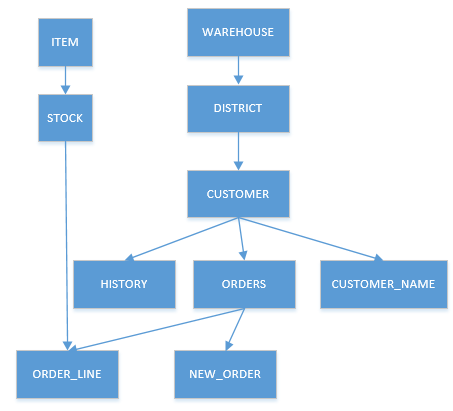 ITEM
WAREHOUSE
STOCK
DISTRICT
CUSTOMER
HISTORY
ORDERS
CUSTOMER_NAME
ORDER_LINE
NEW_ORDER